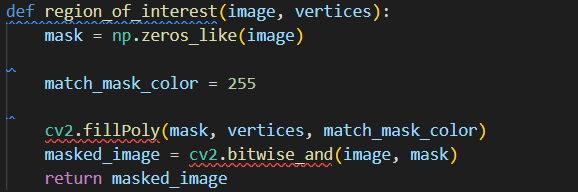 def region_of_interest(image, vertices):
    mask = np.zeros_like(image)
    match_mask_color = 255
    cv2.fillPoly(mask, vertices, match_mask_color)
    masked_image = cv2.bitwise_and(image, mask)
    return masked_image